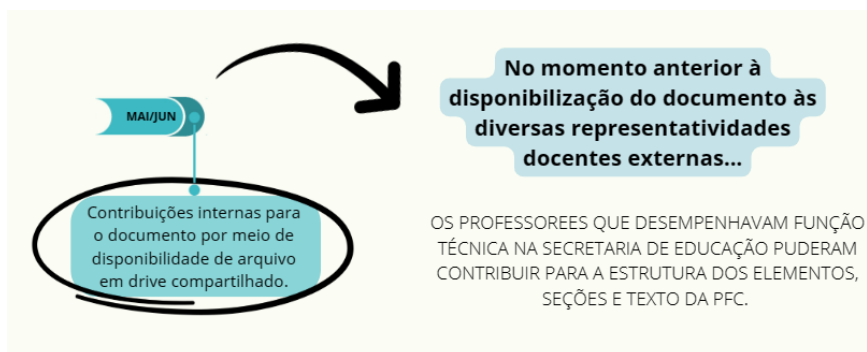 MAI/JUN
Contribuições internas para
o documento por meio de
disponibilidade de arquivo
em drive compartilhado.
No momento anterior à
disponibilização do documento às
diversas representatividades
docentes externas...
OS PROFESSOREES QUE DESEMPENHAVAM FUNÇÃO
TÉCNICA NA SECRETARIA DE EDUCAÇÃO PUDERAM
CONTRIBUIR PARA A ESTRUTURA DOS ELEMENTOS,
SEÇÕES E TEXTO DA PFC.